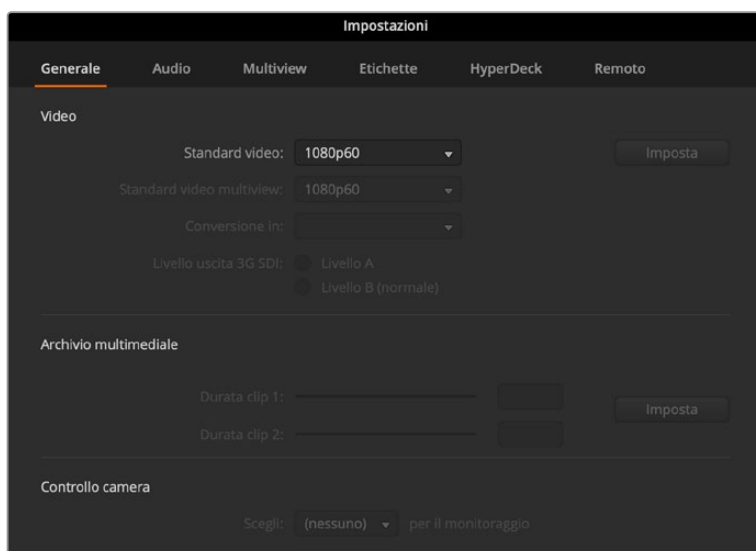 Impostazioni
Generale Audio Multiview Etichette HyperDeck Remoto
Video
Standard video: 1080p60 Imposta
Standard video multiview: 1080p60
Conversione in:
Livello uscita 3G SDI: Livello A
Livello B (normale)
Archivio multimediale
Durata clip 1:
Imposta
Durata clip 2:
Controllo camera
Scegli: (nessuno) per il monitoraggio